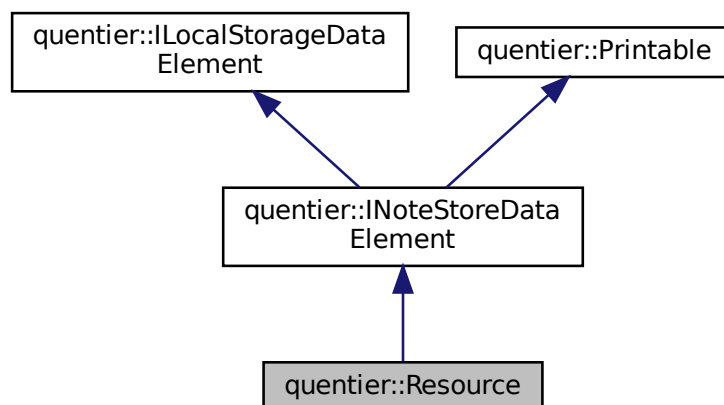 quentier::ILocalStorageData
Element
quentier::Printable
quentier::INoteStoreData
Element
quentier::Resource